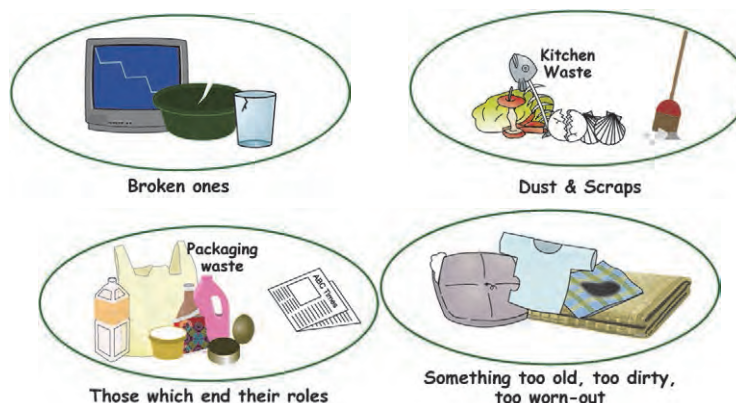 Broken ones
Kitchen
Waste
Dust & Scraps
Packaging
waste
ABC Times
Those which end their roles
Something too old, too dirty,
too worn-out